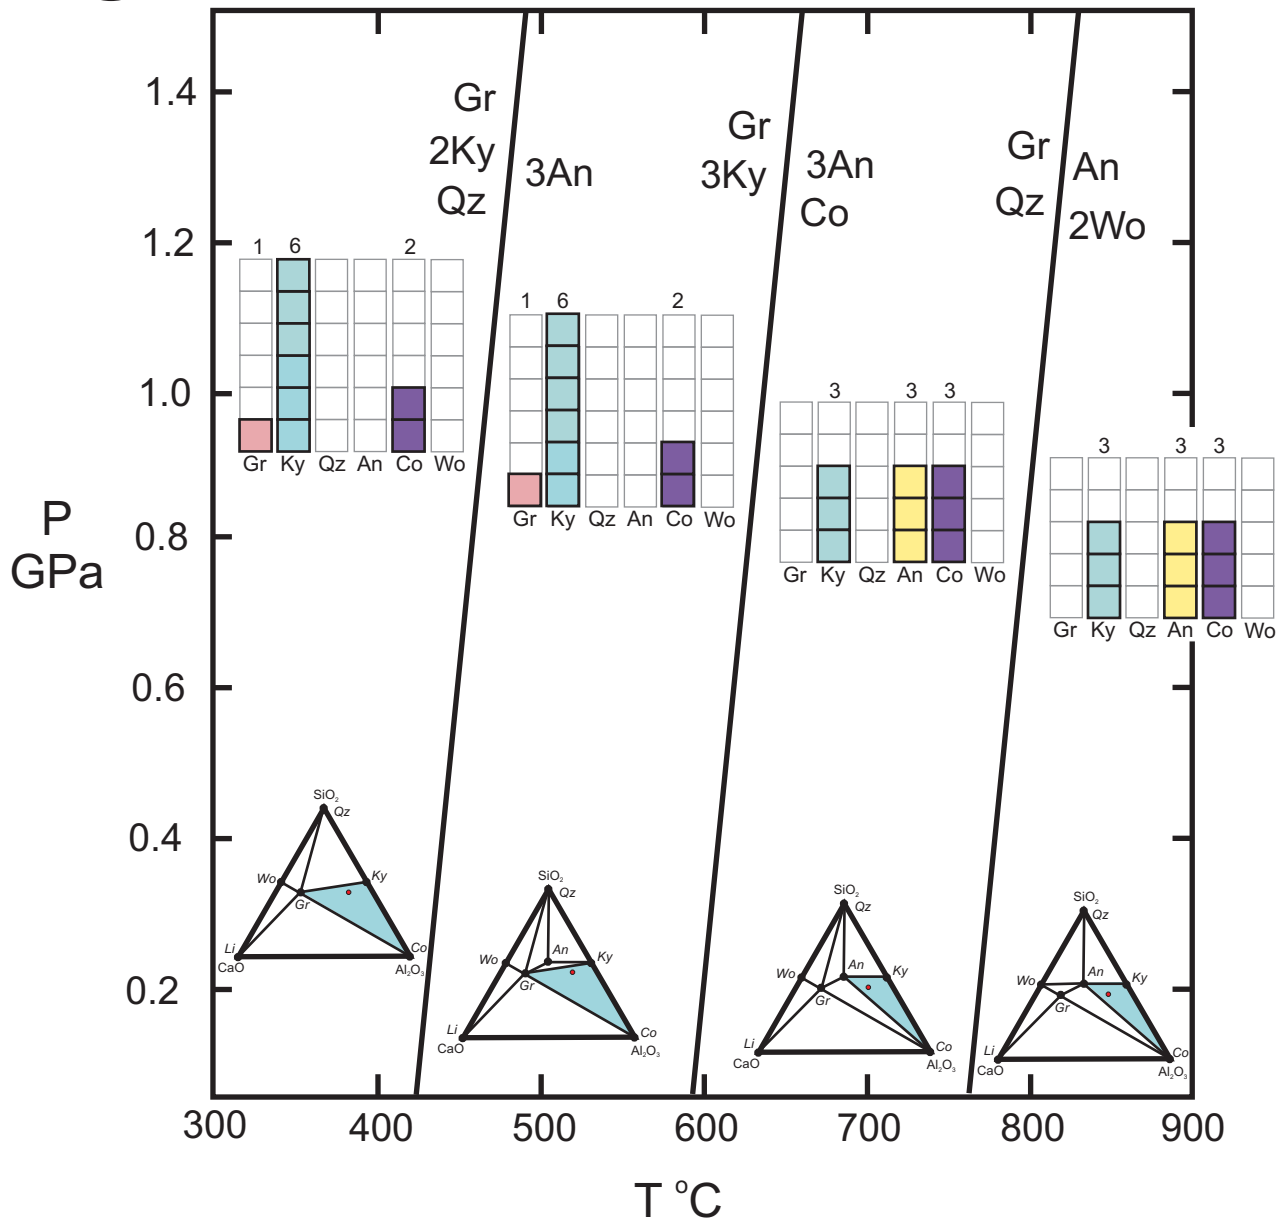 1.4
1.2
1.0
0.8
0.6
0.4
0.2
P
GPa
Gr
2Ky
Qz
3An
Gr
3Ky
3An
Co
Gr
Qz
An
2Wo
1 6 2
Gr Ky Qz An Co Wo
1 6 2
Gr Ky Qz An Co Wo
3 3 3
Gr Ky Qz An Co Wo
3 3 3
Gr Ky Qz An Co Wo
SiO₂
Qz
Wo
Ky
Gr
Li
Co
CaO
Al₂O₃
SiO₂
Qz
Wo
An
Ky
Gr
Li
Co
CaO
Al₂O₃
SiO₂
Qz
Wo
An
Ky
Gr
Li
Co
CaO
Al₂O₃
SiO₂
Qz
Wo
An
Ky
Gr
Li
Co
CaO
Al₂O₃
300 400 500 600 700 800 900
T °C